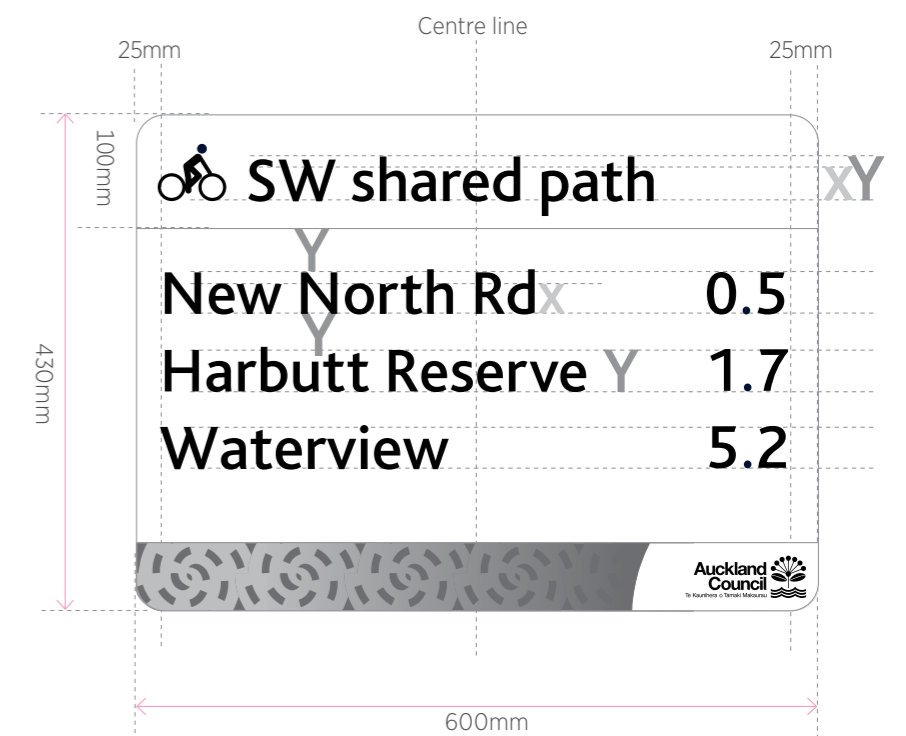 Centre line
25mm 25mm
100mm
SW shared path xY
Y
New North Rd x 0.5
Y
430mm
Harbutt Reserve Y 1.7
Waterview 5.2
Auckland
Council
Te Kaunihera o Tāmaki Makaurau
600mm